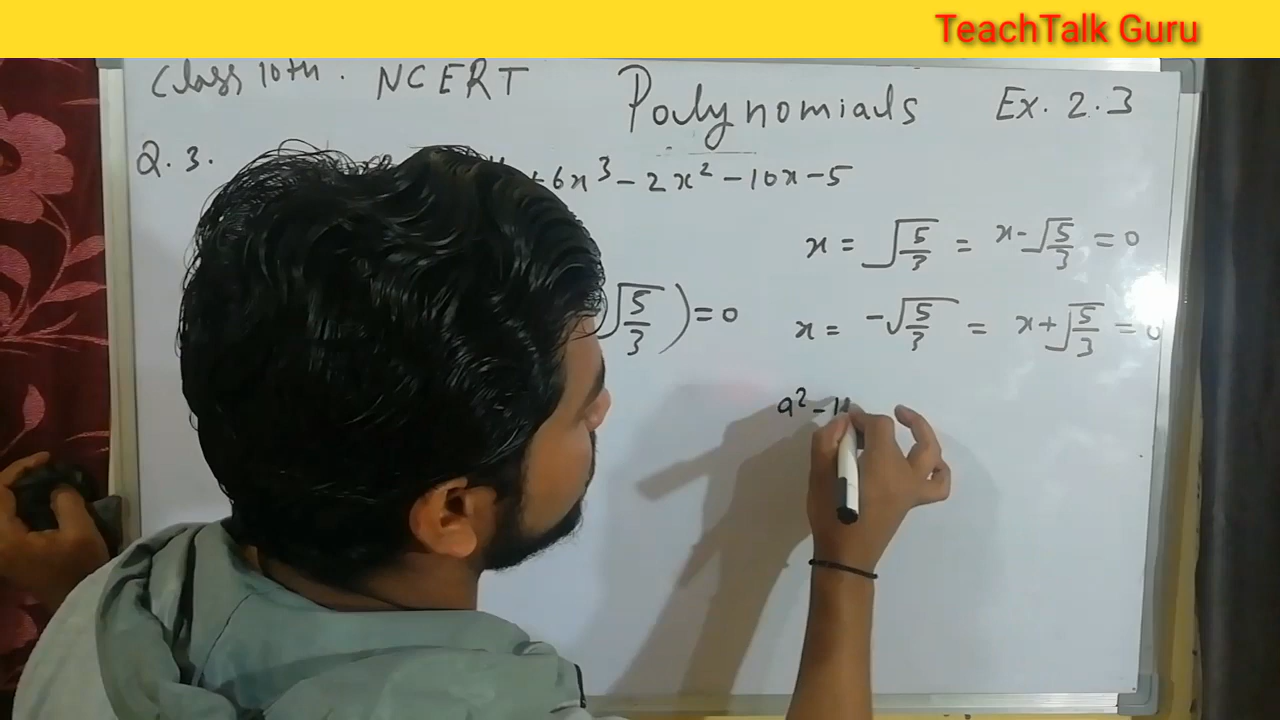 TeachTalk Guru
Class 10th. NCERT Polynomials Ex. 2.3
Q. 3. +6x³-2x²-10x-5
x = √5/3 = x-√5/3 = 0
√5/3)=0 x = -√5/3 = x+√5/3 = 0
a² -